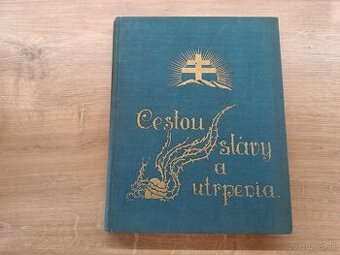 Cestou
slávy
a
utrpenia.